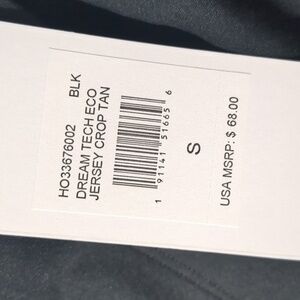 HO33676002 BLK
DREAM TECH ECO
JERSEY CROP TAN
1 91141 51665 6
S
USA MSRP: $ 68.00